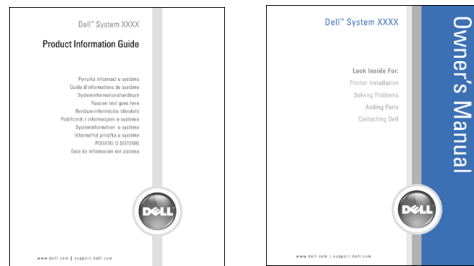 Dell™ System XXXX
Product Information Guide
Příručka informací o systému
Guide d'informations du système
Systeminformationshandbuch
Russian text goes here
Rendszerinformációs útmutató
Podręcznik z informacjami o systemie
Systeminformation- o système
Informačná príručka o systéme
PODATKI O SISTEMU
Guía de información del sistema
DELL
www.dell.com | support.dell.com
Dell™ System XXXX
Look Inside For:
Printer Installation
Solving Problems
Adding Parts
Contacting Dell
DELL
www.dell.com | support.dell.com
Owner's Manual